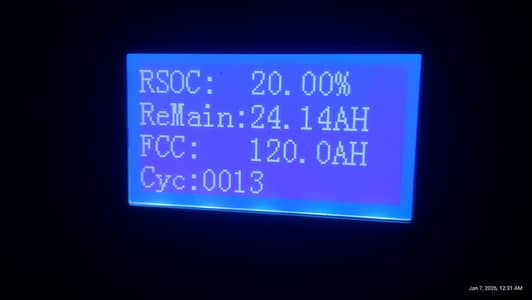 RSOC: 20.00%
ReMain:24.14AH
FCC: 120.0AH
Cyc:0013
Jan 7, 2026, 12:31 AM